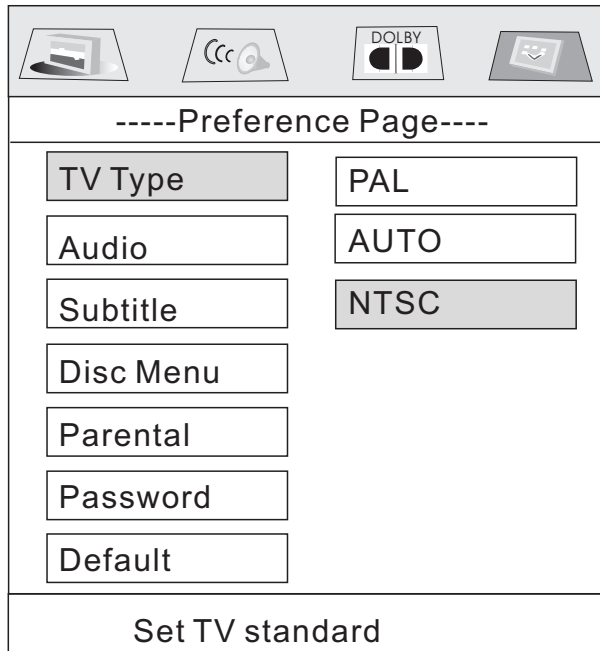 DOLBY
-----Preference Page----
TV Type
PAL
Audio
AUTO
Subtitle
NTSC
Disc Menu
Parental
Password
Default
Set TV standard